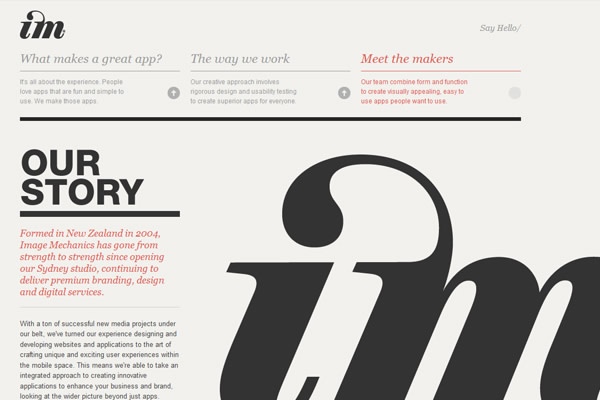 im
Say Hello/
What makes a great app?
It's all about the experience. People
love apps that are fun and simple to
use. We make those apps.
The way we work
Our creative approach involves
rigorous design and usability testing
to create superior apps for everyone.
Meet the makers
Our team combine form and function
to create visually appealing, easy to
use apps people want to use.
OUR
STORY
Formed in New Zealand in 2004,
Image Mechanics has gone from
strength to strength since opening
our Sydney studio, continuing to
deliver premium branding, design
and digital services.
With a ton of successful new media projects under
our belt, we've turned our experience designing and
developing websites and applications to the art of
crafting unique and exciting user experiences within
the mobile space. This means we're able to take an
integrated approach to creating innovative
applications to enhance your business and brand,
looking at the wider picture beyond just apps.
im